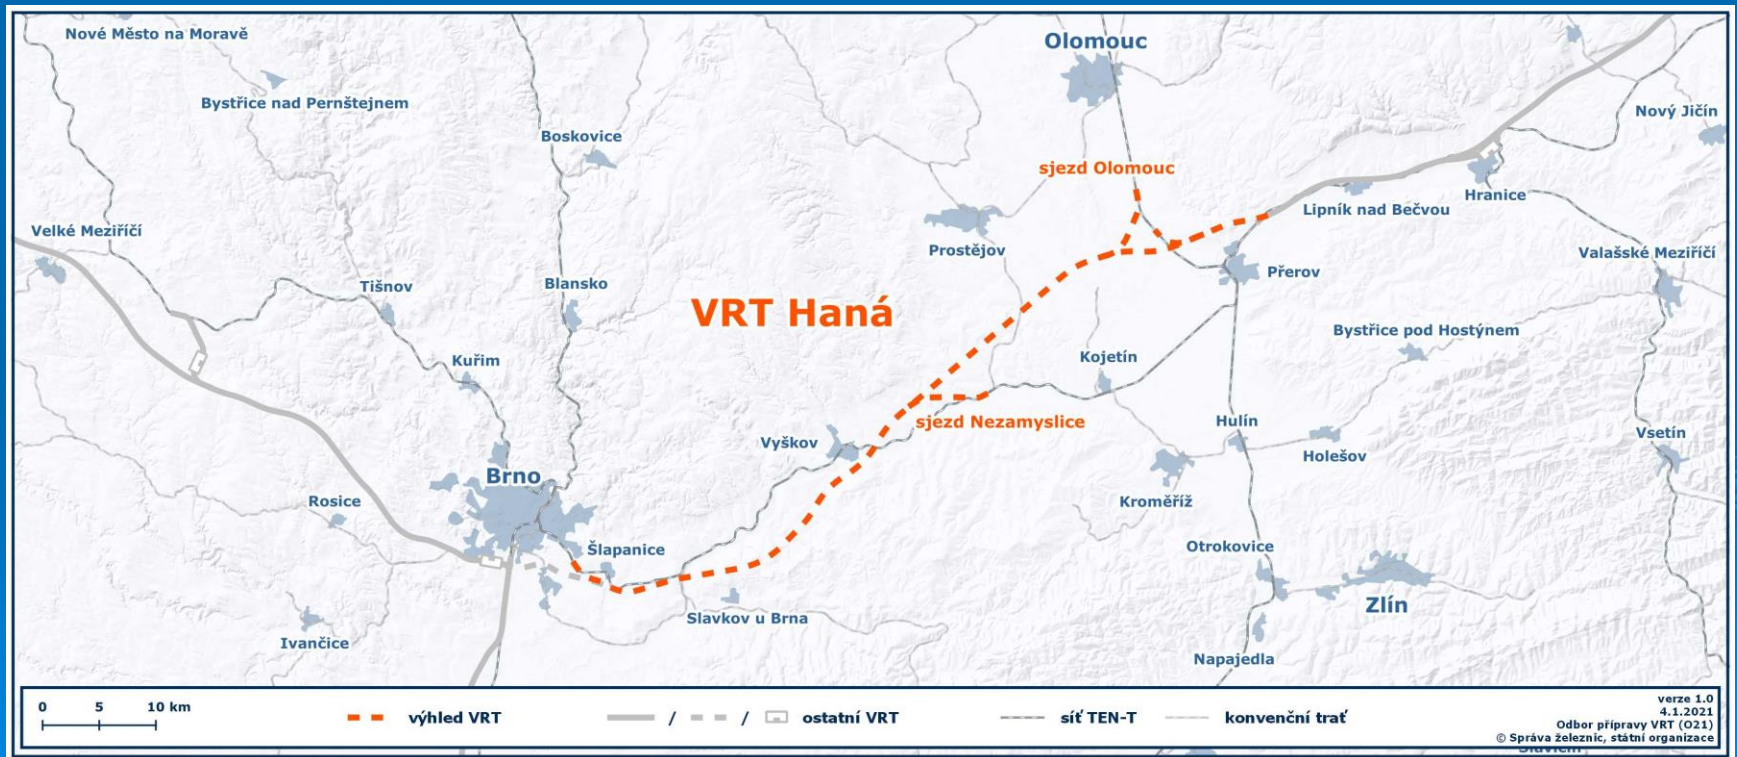 Nové Město na Moravě
Olomouc
Bystřice nad Pernštejnem
Nový Jičín
Boskovice
sjezd Olomouc
Hranice
Lipník nad Bečvou
Velké Meziříčí
Prostějov
Valašské Meziříčí
Přerov
Tišnov
Blansko
VRT Haná
Bystřice pod Hostýnem
Kuřim
Kojetín
sjezd Nezamyslice
Hulín
Vyškov
Vsetín
Holešov
Brno
Rosice
Kroměříž
Šlapanice
Otrokovice
Zlín
Slavkov u Brna
Ivančice
Napajedla
0 5 10 km
výhled VRT
/ / ostatní VRT
síť TEN-T
konvenční trať
verze 1.0
4.1.2021
Odbor přípravy VRT (O21)
© Správa železnic, státní organizace